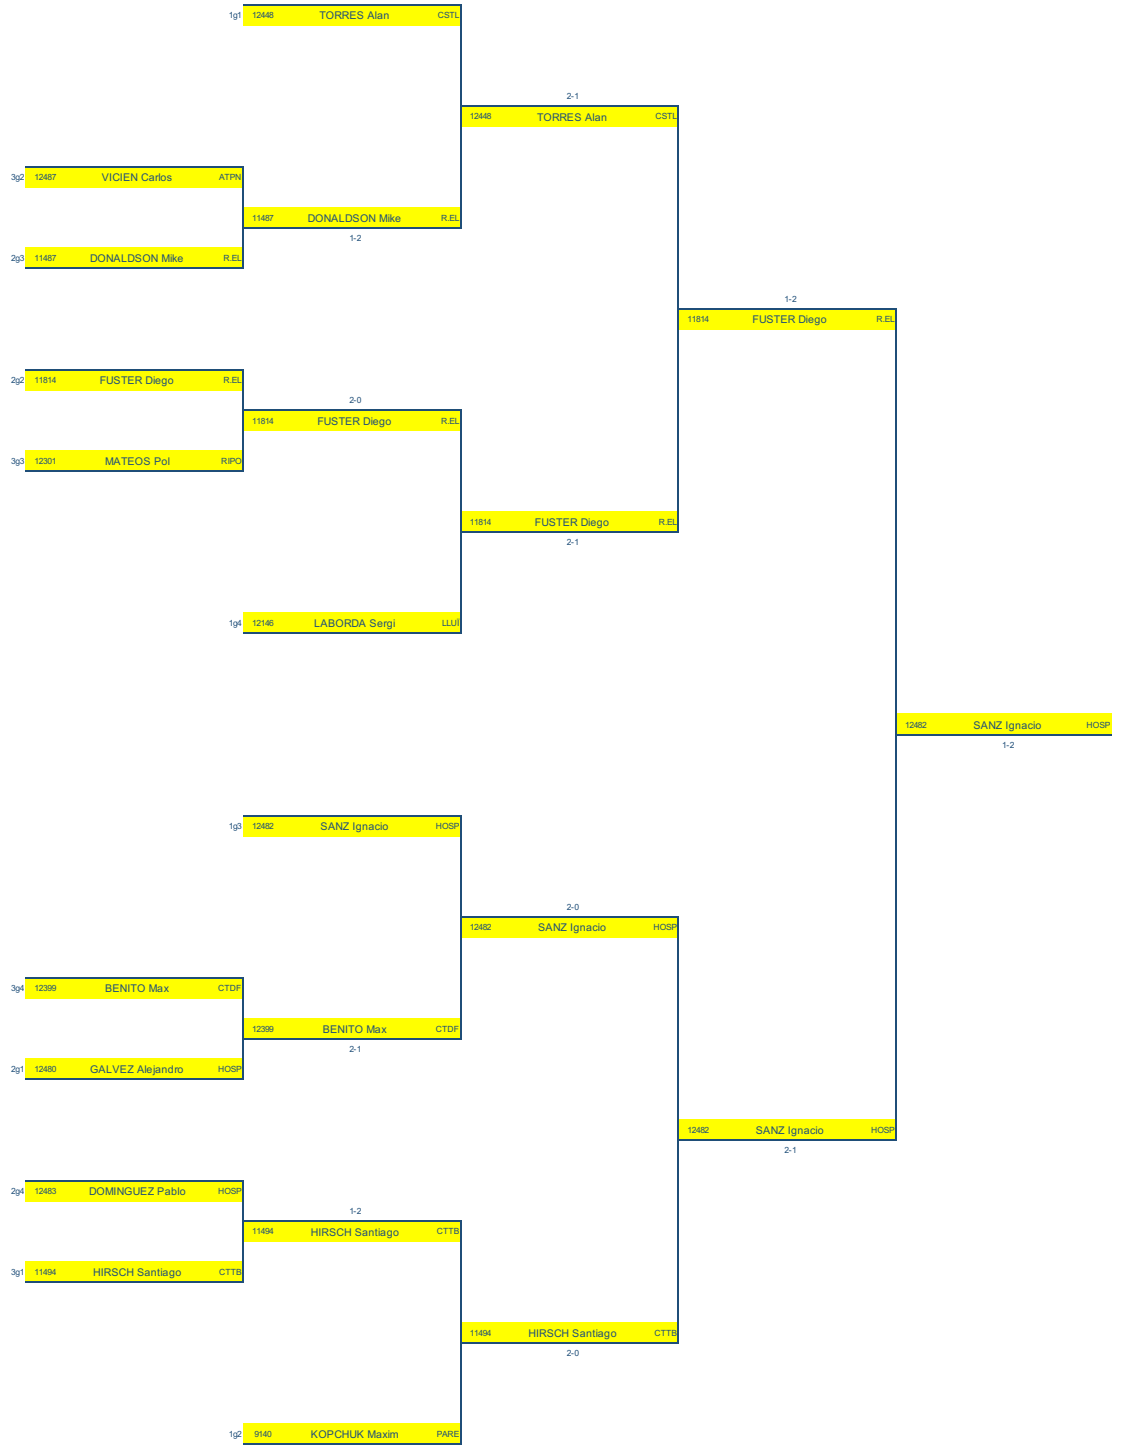 1g1 12448 TORRES Alan CSTL
2-1
12448 TORRES Alan CSTL
3g2 12487 VICIEN Carlos ATPN
11487 DONALDSON Mike R.EL
1-2
2g3 11487 DONALDSON Mike R.EL
1-2
11814 FUSTER Diego R.EL
2g2 11814 FUSTER Diego R.EL
2-0
11814 FUSTER Diego R.EL
3g3 12301 MATEOS Pol RIPO
11814 FUSTER Diego R.EL
2-1
1g4 12146 LABORDA Sergi LLUÏ
12482 SANZ Ignacio HOSP
1-2
1g3 12482 SANZ Ignacio HOSP
2-0
12482 SANZ Ignacio HOSP
3g4 12399 BENITO Max CTDF
12399 BENITO Max CTDF
2-1
2g1 12480 GALVEZ Alejandro HOSP
12482 SANZ Ignacio HOSP
2-1
2g4 12483 DOMINGUEZ Pablo HOSP
1-2
11494 HIRSCH Santiago CTTB
3g1 11494 HIRSCH Santiago CTTB
11494 HIRSCH Santiago CTTB
2-0
1g2 9140 KOPCHUK Maxim PARE